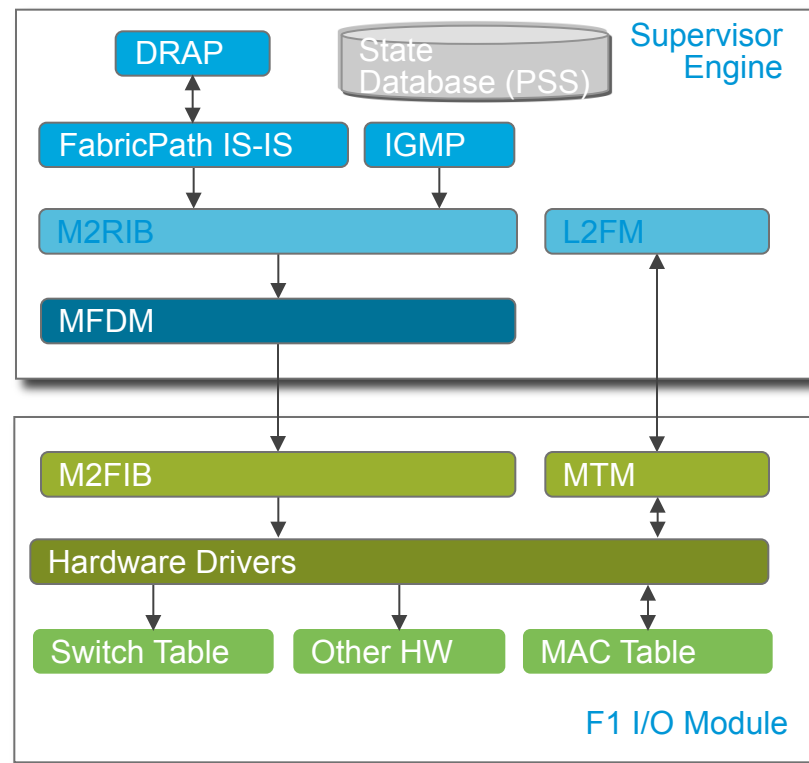 DRAP
State
Database (PSS)
Supervisor
Engine
FabricPath IS-IS
IGMP
M2RIB
L2FM
MFDM
M2FIB
MTM
Hardware Drivers
Switch Table
Other HW
MAC Table
F1 I/O Module